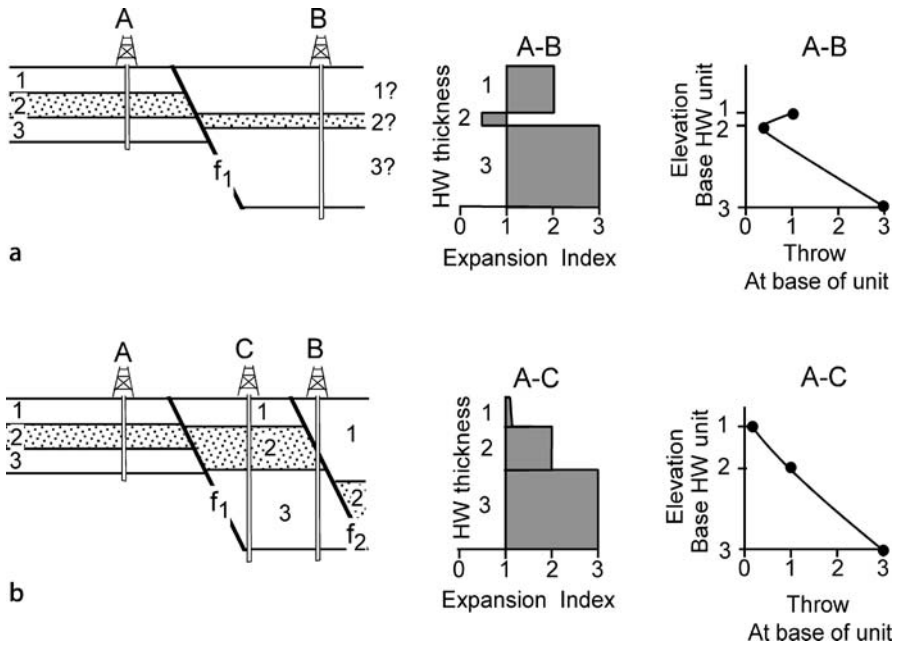 A
B
1
2
3
1?
2?
3?
f1
a
A-B
HW thickness
1
2
3
0 1 2 3
Expansion Index
A-B
Elevation
Base HW unit
1
2
3
0 1 2 3
Throw
At base of unit
A
C
B
1
2
3
1
2
3
1
2
f1
f2
b
A-C
HW thickness
1
2
3
0 1 2 3
Expansion Index
A-C
Elevation
Base HW unit
1
2
3
0 1 2 3
Throw
At base of unit